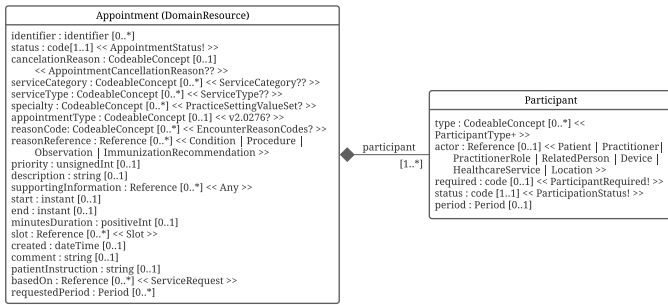 Appointment (DomainResource)
identifier : identifier [0..*]
status : code[1..1] << AppointmentStatus! >>
cancelationReason : CodeableConcept [0..1]
<< AppointmentCancellationReason?? >>
serviceCategory : CodeableConcept [0..*] << ServiceCategory?? >>
serviceType : CodeableConcept [0..*] << ServiceType?? >>
specialty : CodeableConcept [0..*] << PracticeSettingValueSet? >>
appointmentType : CodeableConcept [0..1] << v2.0276? >>
reasonCode: CodeableConcept [0..*] << EncounterReasonCodes? >>
reasonReference : Reference [0..*] << Condition | Procedure |
Observation | ImmunizationRecommendation >>
priority : unsignedInt [0..1]
description : string [0..1]
supportingInformation : Reference [0..*] << Any >>
start : instant [0..1]
end : instant [0..1]
minutesDuration : positiveInt [0..1]
slot : Reference [0..*] << Slot >>
created : dateTime [0..1]
comment : string [0..1]
patientInstruction : string [0..1]
basedOn : Reference [0..*] << ServiceRequest >>
requestedPeriod : Period [0..*]
participant
[1..*]
Participant
type : CodeableConcept [0..*] <<
ParticipantType+ >>
actor : Reference [0..1] << Patient | Practitioner|
PractitionerRole | RelatedPerson | Device |
HealthcareService | Location >>
required : code [0..1] << ParticipantRequired! >>
status : code [1..1] << ParticipationStatus! >>
period : Period [0..1]